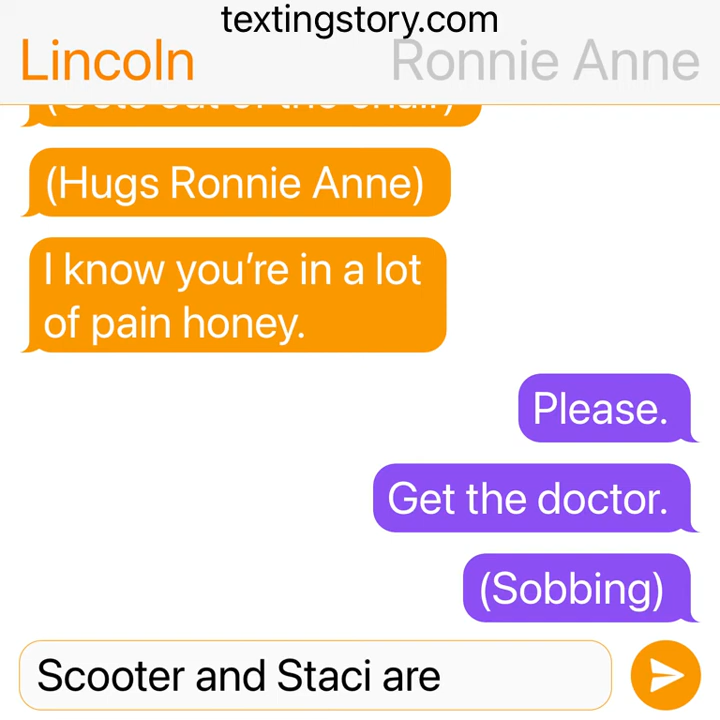 textingstory.com
Lincoln
Ronnie Anne
(Hugs Ronnie Anne)
I know you’re in a lot
of pain honey.
Please.
Get the doctor.
(Sobbing)
Scooter and Staci are